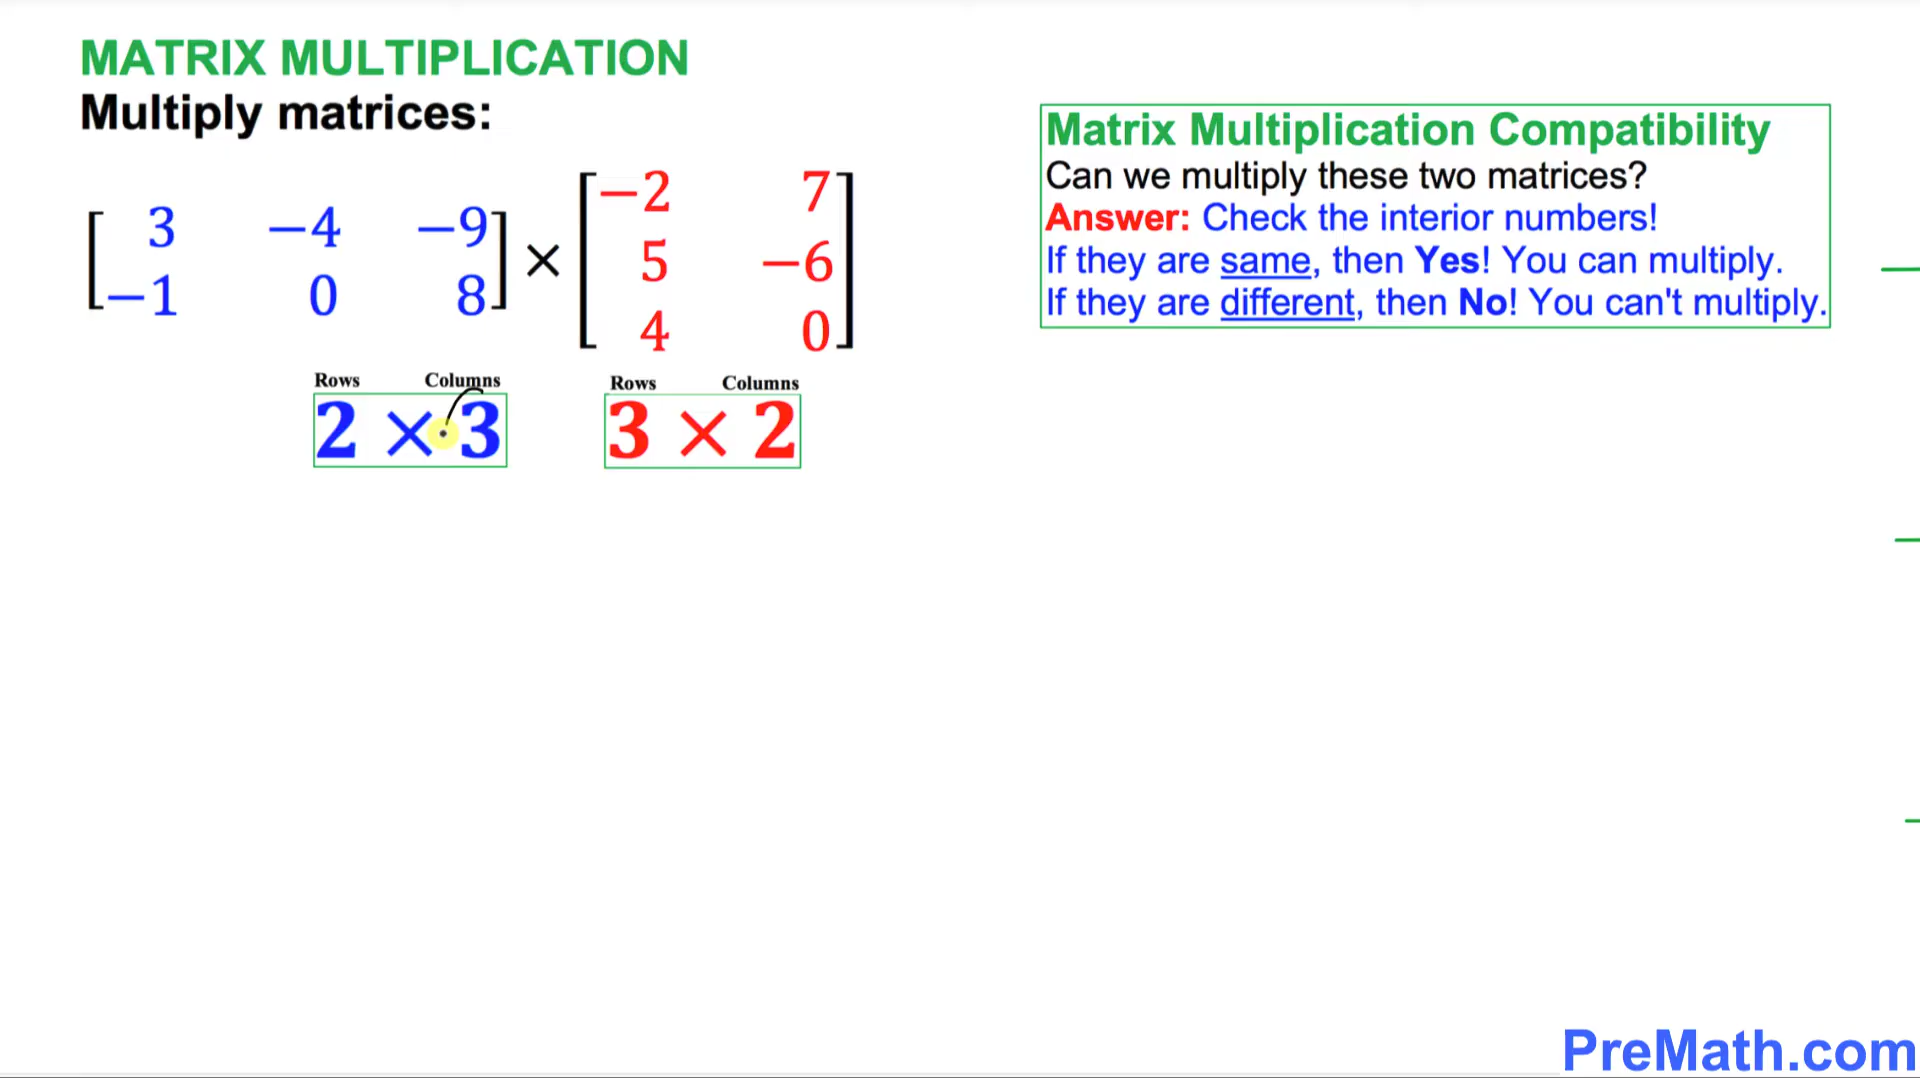 MATRIX MULTIPLICATION
Multiply matrices:
[ 3 −4 −9 ] × [ −2 7 ]
[ −1 0 8 ] [ 5 −6 ]
[ 4 0 ]
Rows Columns Rows Columns
2 × 3 3 × 2
Matrix Multiplication Compatibility
Can we multiply these two matrices?
Answer: Check the interior numbers!
If they are same, then Yes! You can multiply.
If they are different, then No! You can't multiply.
PreMath.com